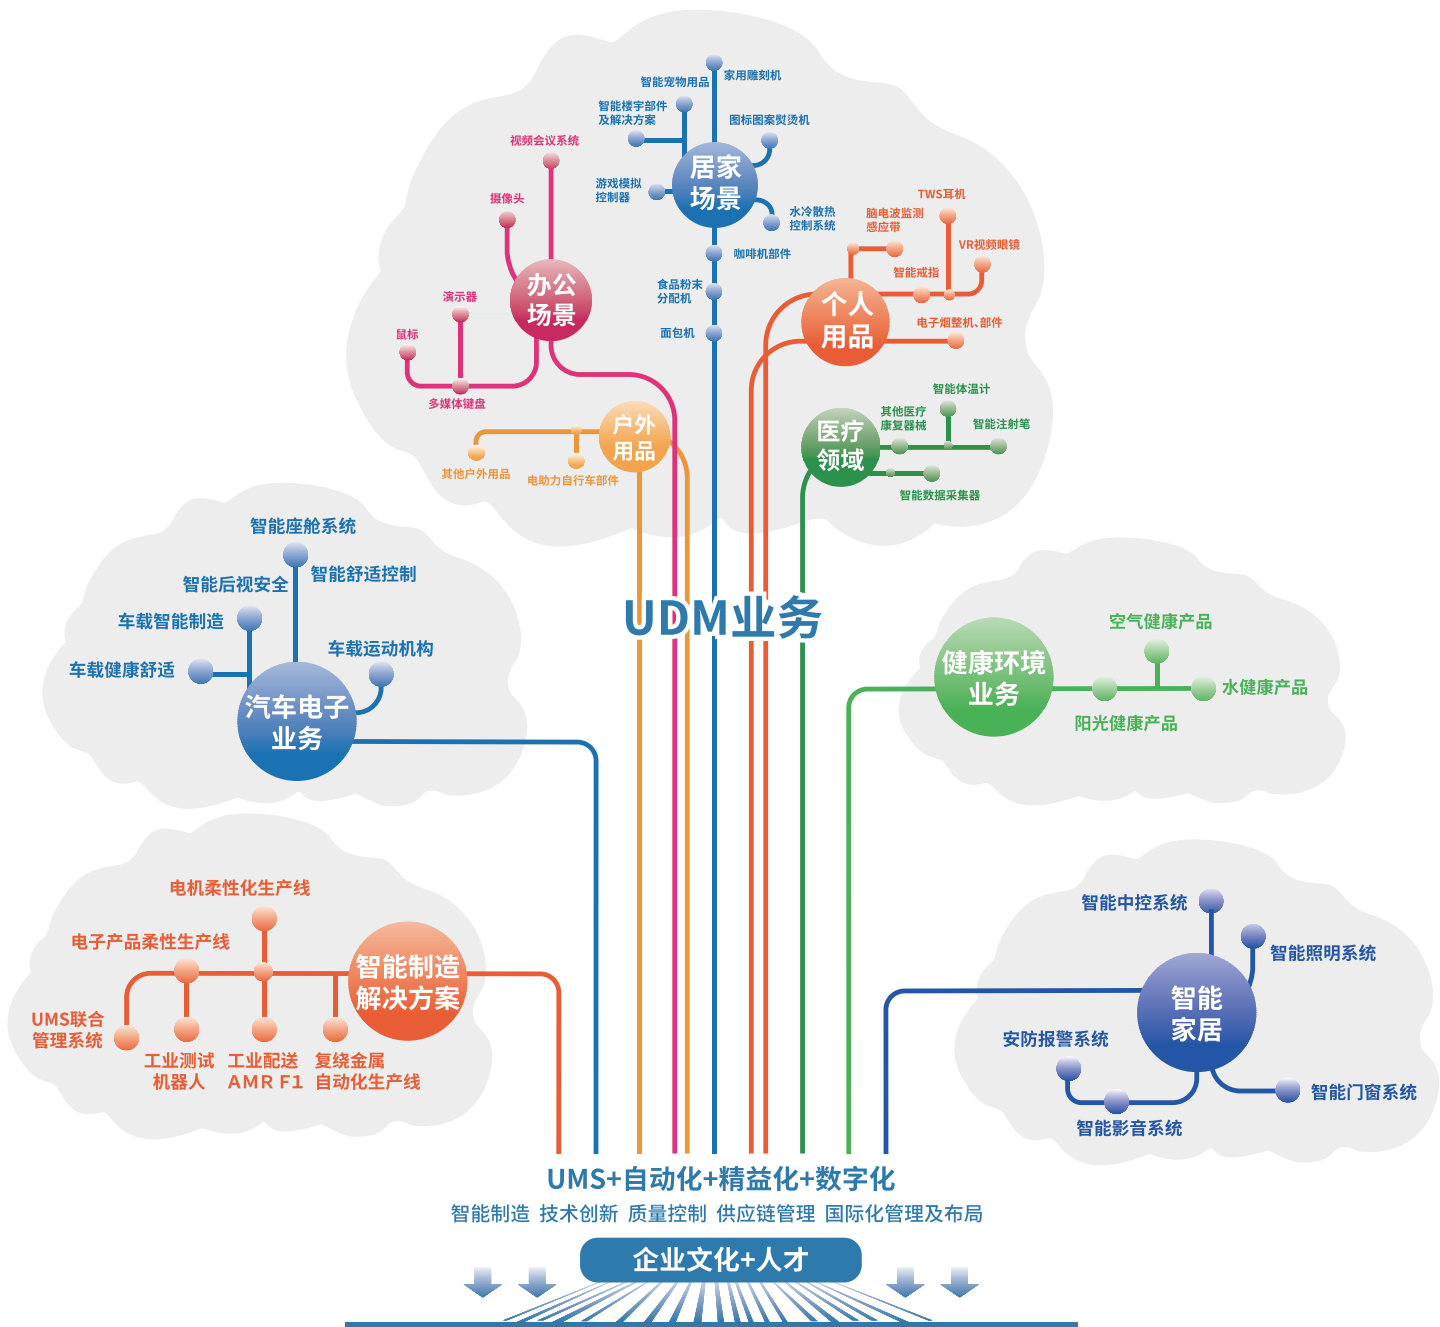 家用雕刻机
智能宠物用品
智能楼宇部件
及解决方案
图标图案熨烫机
居家
场景
游戏模拟
控制器
水冷散热
控制系统
咖啡机部件
食品粉末
分配机
面包机
视频会议系统
摄像头
办公
场景
演示器
鼠标
多媒体键盘
TWS耳机
脑电波监测
感应带
VR视频眼镜
智能戒指
个人
用品
电子烟整机、部件
户外
用品
其他户外用品
电助力自行车部件
医疗
领域
智能体温计
其他医疗
康复器械
智能注射笔
智能数据采集器
UDM业务
智能座舱系统
智能舒适控制
智能后视安全
车载智能制造
车载运动机构
车载健康舒适
汽车电子
业务
健康环境
业务
空气健康产品
水健康产品
阳光健康产品
电机柔性化生产线
电子产品柔性生产线
智能制造
解决方案
UMS联合
管理系统
工业测试
机器人
工业配送
AMR F1
复绕金属
自动化生产线
智能中控系统
智能照明系统
智能
家居
安防报警系统
智能门窗系统
智能影音系统
UMS+自动化+精益化+数字化
智能制造 技术创新 质量控制 供应链管理 国际化管理及布局
企业文化+人才